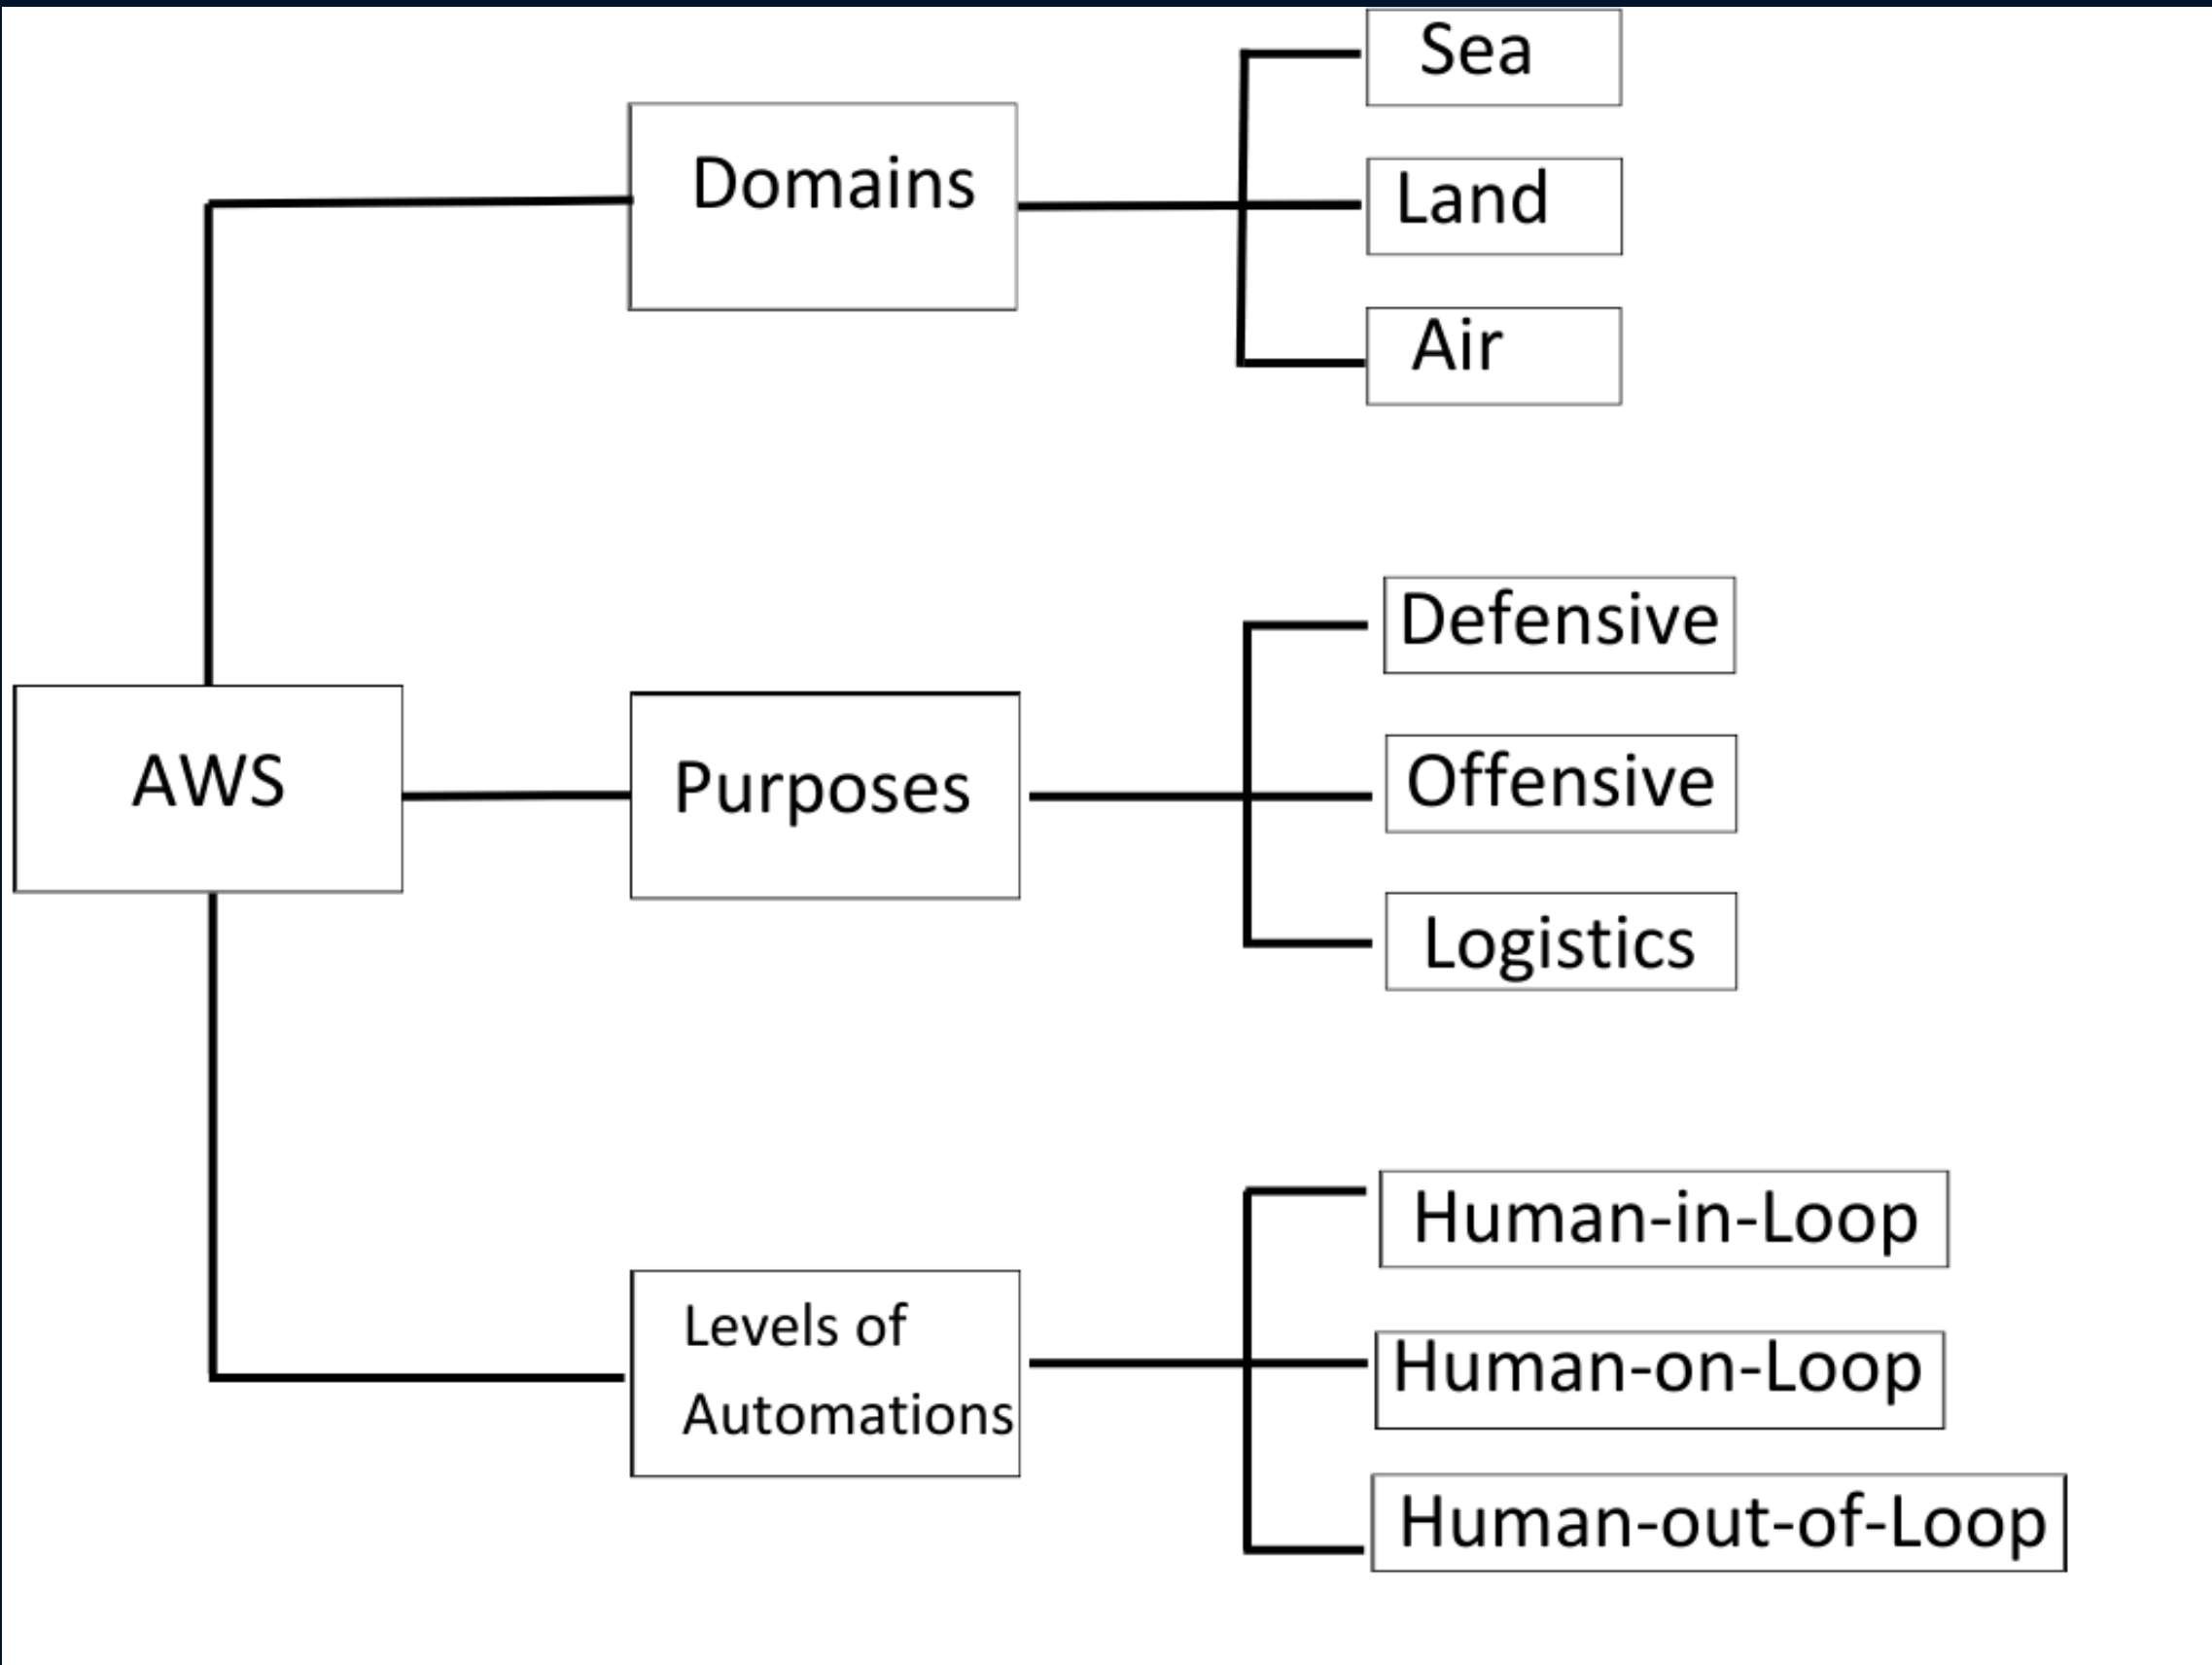 Sea
Domains
Land
Air
Defensive
AWS
Purposes
Offensive
Logistics
Human-in-Loop
Levels of
Automations
Human-on-Loop
Human-out-of-Loop